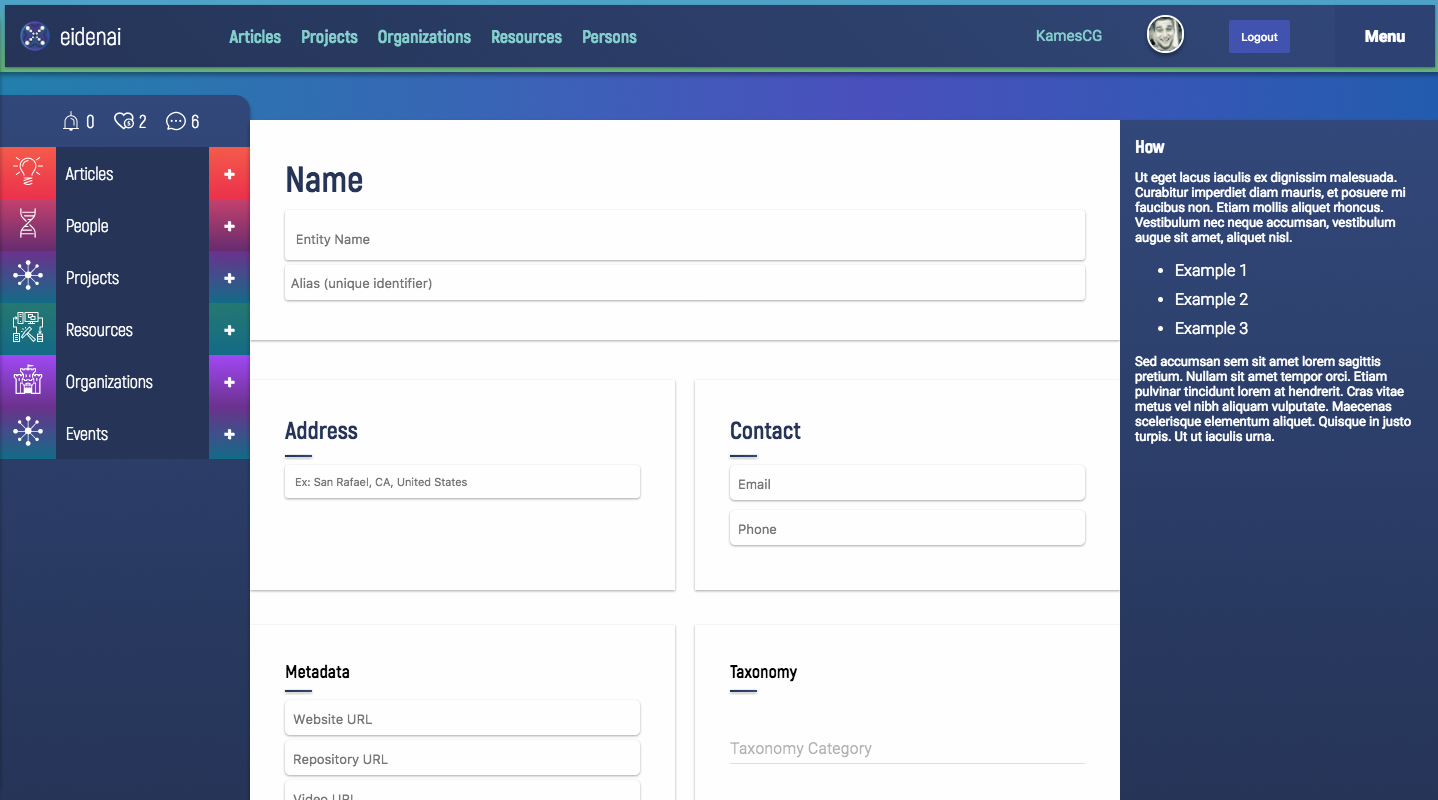 eidenai
Articles Projects Organizations Resources Persons
KamesCG
Logout
Menu
0 2 6
Articles +
People +
Projects +
Resources +
Organizations +
Events +
Name
Entity Name
Alias (unique identifier)
Address
Ex: San Rafael, CA, United States
Contact
Email
Phone
Metadata
Website URL
Repository URL
Video URL
Taxonomy
Taxonomy Category
How
Ut eget lacus iaculis ex dignissim malesuada.
Curabitur imperdiet diam mauris, et posuere mi
faucibus non. Etiam mollis aliquet rhoncus.
Vestibulum nec neque accumsan, vestibulum
augue sit amet, aliquet nisl.
• Example 1
• Example 2
• Example 3
Sed accumsan sem sit amet lorem sagittis
pretium. Nullam sit amet tempor orci. Etiam
pulvinar tincidunt lorem at hendrerit. Cras vitae
metus vel nibh aliquam vulputate. Maecenas
scelerisque elementum aliquet. Quisque in justo
turpis. Ut ut iaculis urna.